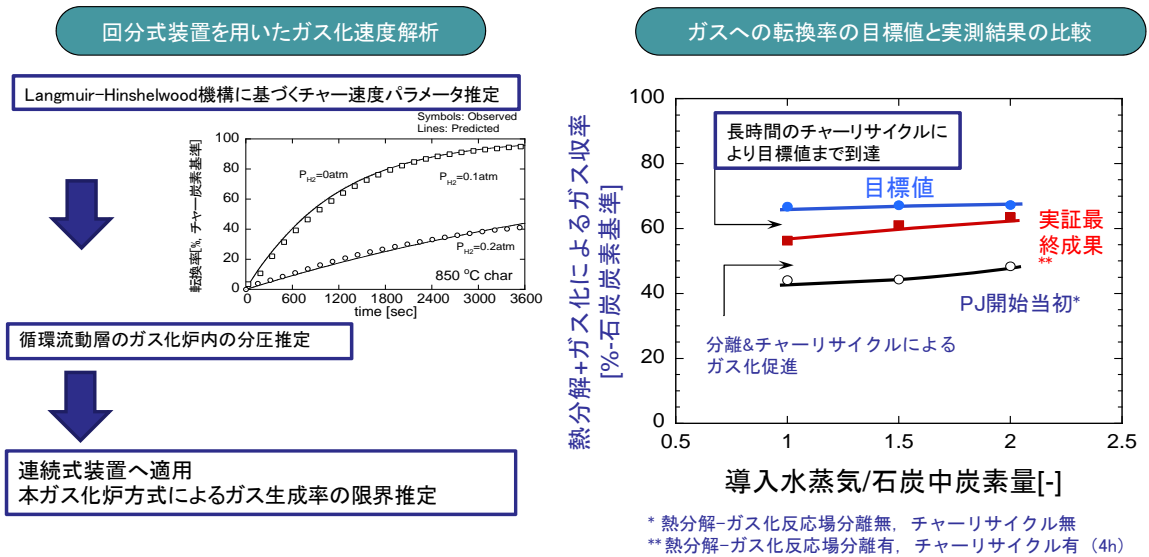 回分式装置を用いたガス化速度解析
Langmuir-Hinshelwood機構に基づくチャー速度パラメータ推定
Symbols: Observed
Lines: Predicted
転換率[%, チャー炭素基準]
100
80
60
40
20
0
P_H2=0atm
P_H2=0.1atm
P_H2=0.2atm
850 °C char
0 600 1200 1800 2400 3000 3600
time [sec]
循環流動層のガス化炉内の分圧推定
連続式装置へ適用
本ガス化炉方式によるガス生成率の限界推定
ガスへの転換率の目標値と実測結果の比較
熱分解+ガス化によるガス収率
[%-石炭炭素基準]
100
80
60
40
20
0
長時間のチャーリサイクルに
より目標値まで到達
目標値
実証最
終成果
**
PJ開始当初*
分離&チャーリサイクルによる
ガス化促進
0.5 1 1.5 2 2.5
導入水蒸気/石炭中炭素量[-]
* 熱分解-ガス化反応場分離無, チャーリサイクル無
** 熱分解-ガス化反応場分離有, チャーリサイクル有 (4h)